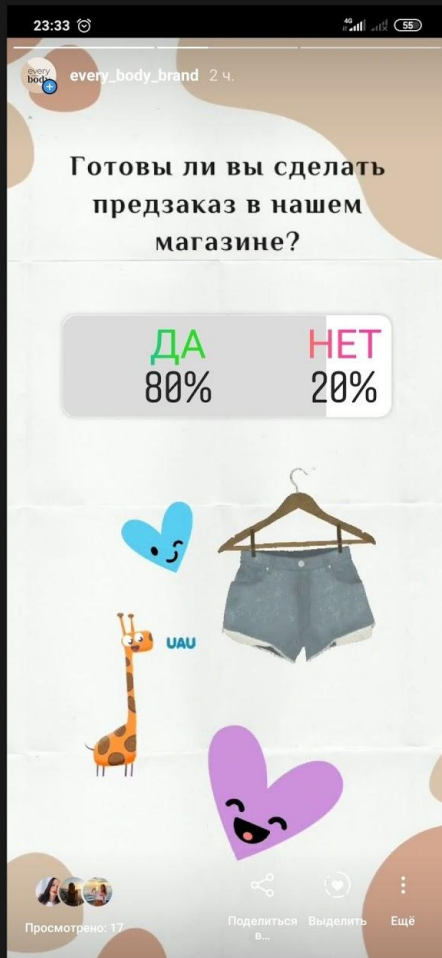 23:33
4G
55
every
body
every_body_brand 2 ч.
Готовы ли вы сделать
предзаказ в нашем
магазине?
ДА НЕТ
80% 20%
UAU
Просмотрено: 17
Поделиться
в...
Выделить
Ещё